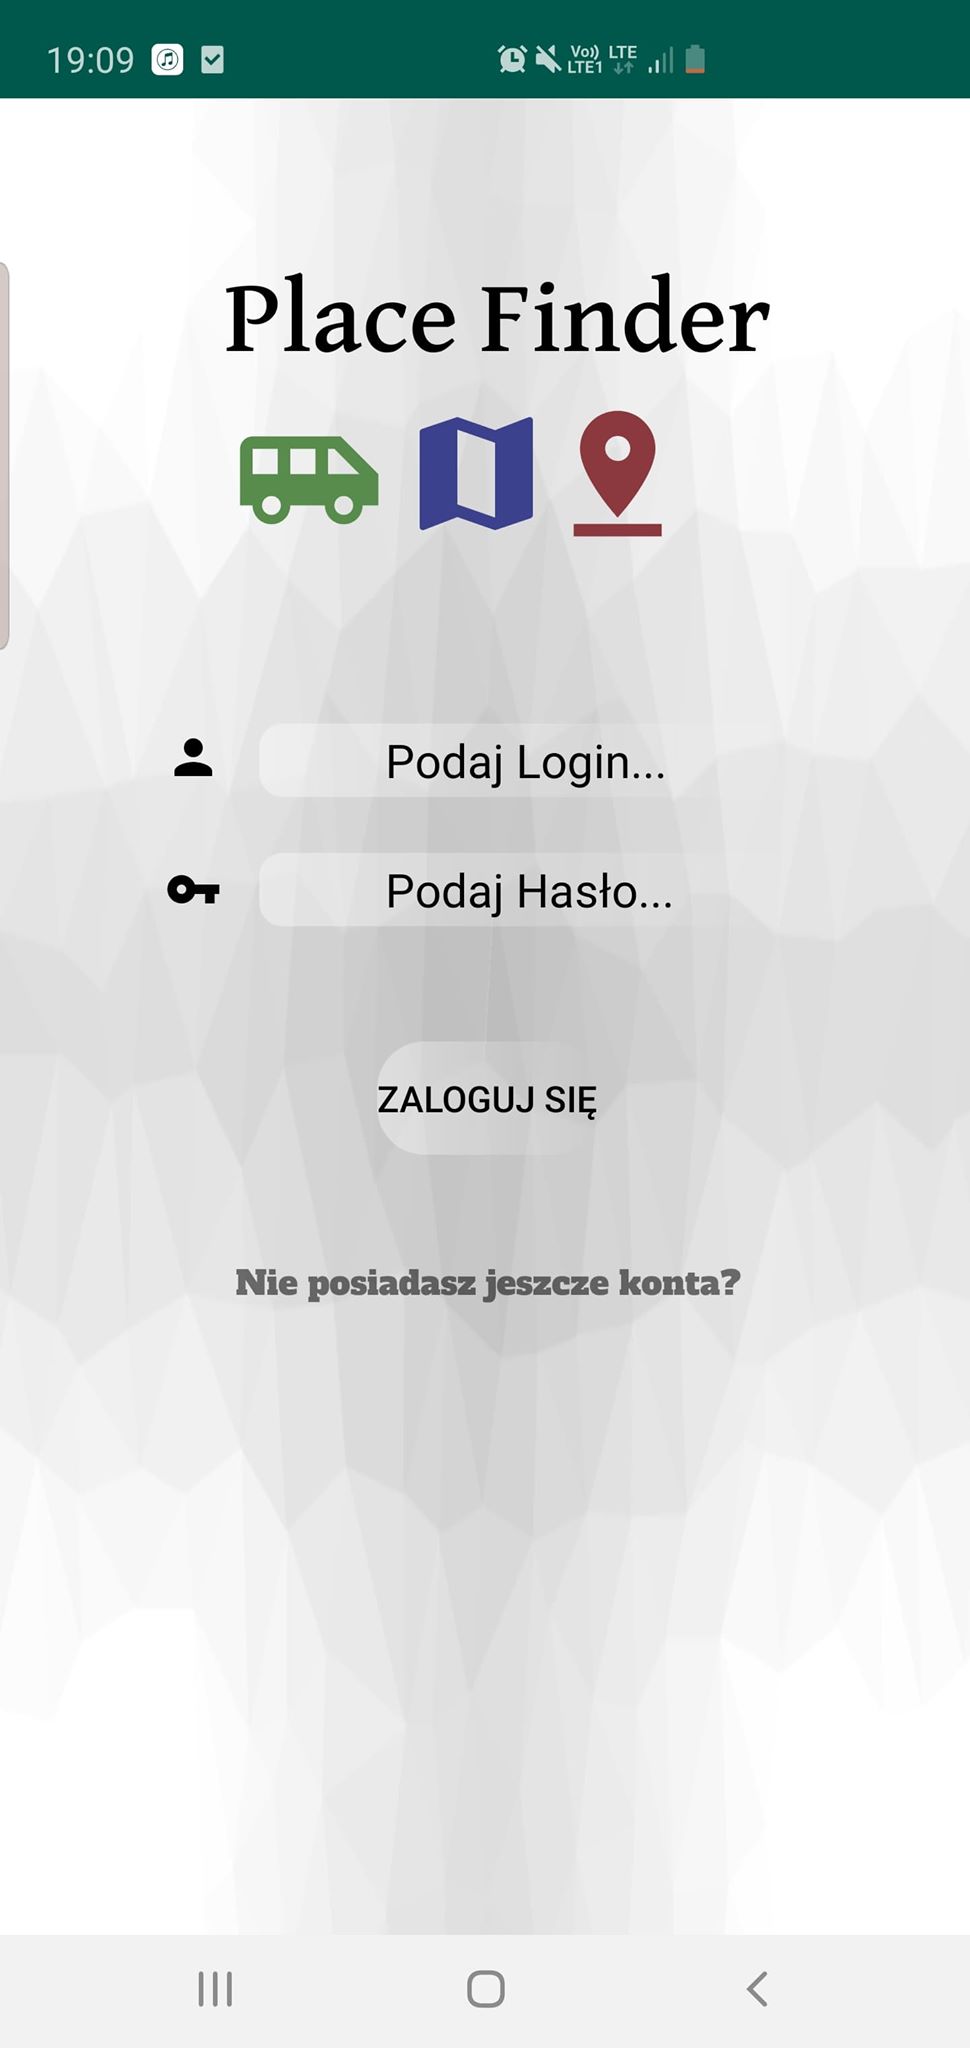 19:09 Vo)) LTE
LTE1
Place Finder
Podaj Login...
Podaj Hasło...
ZALOGUJ SIĘ
Nie posiadasz jeszcze konta?